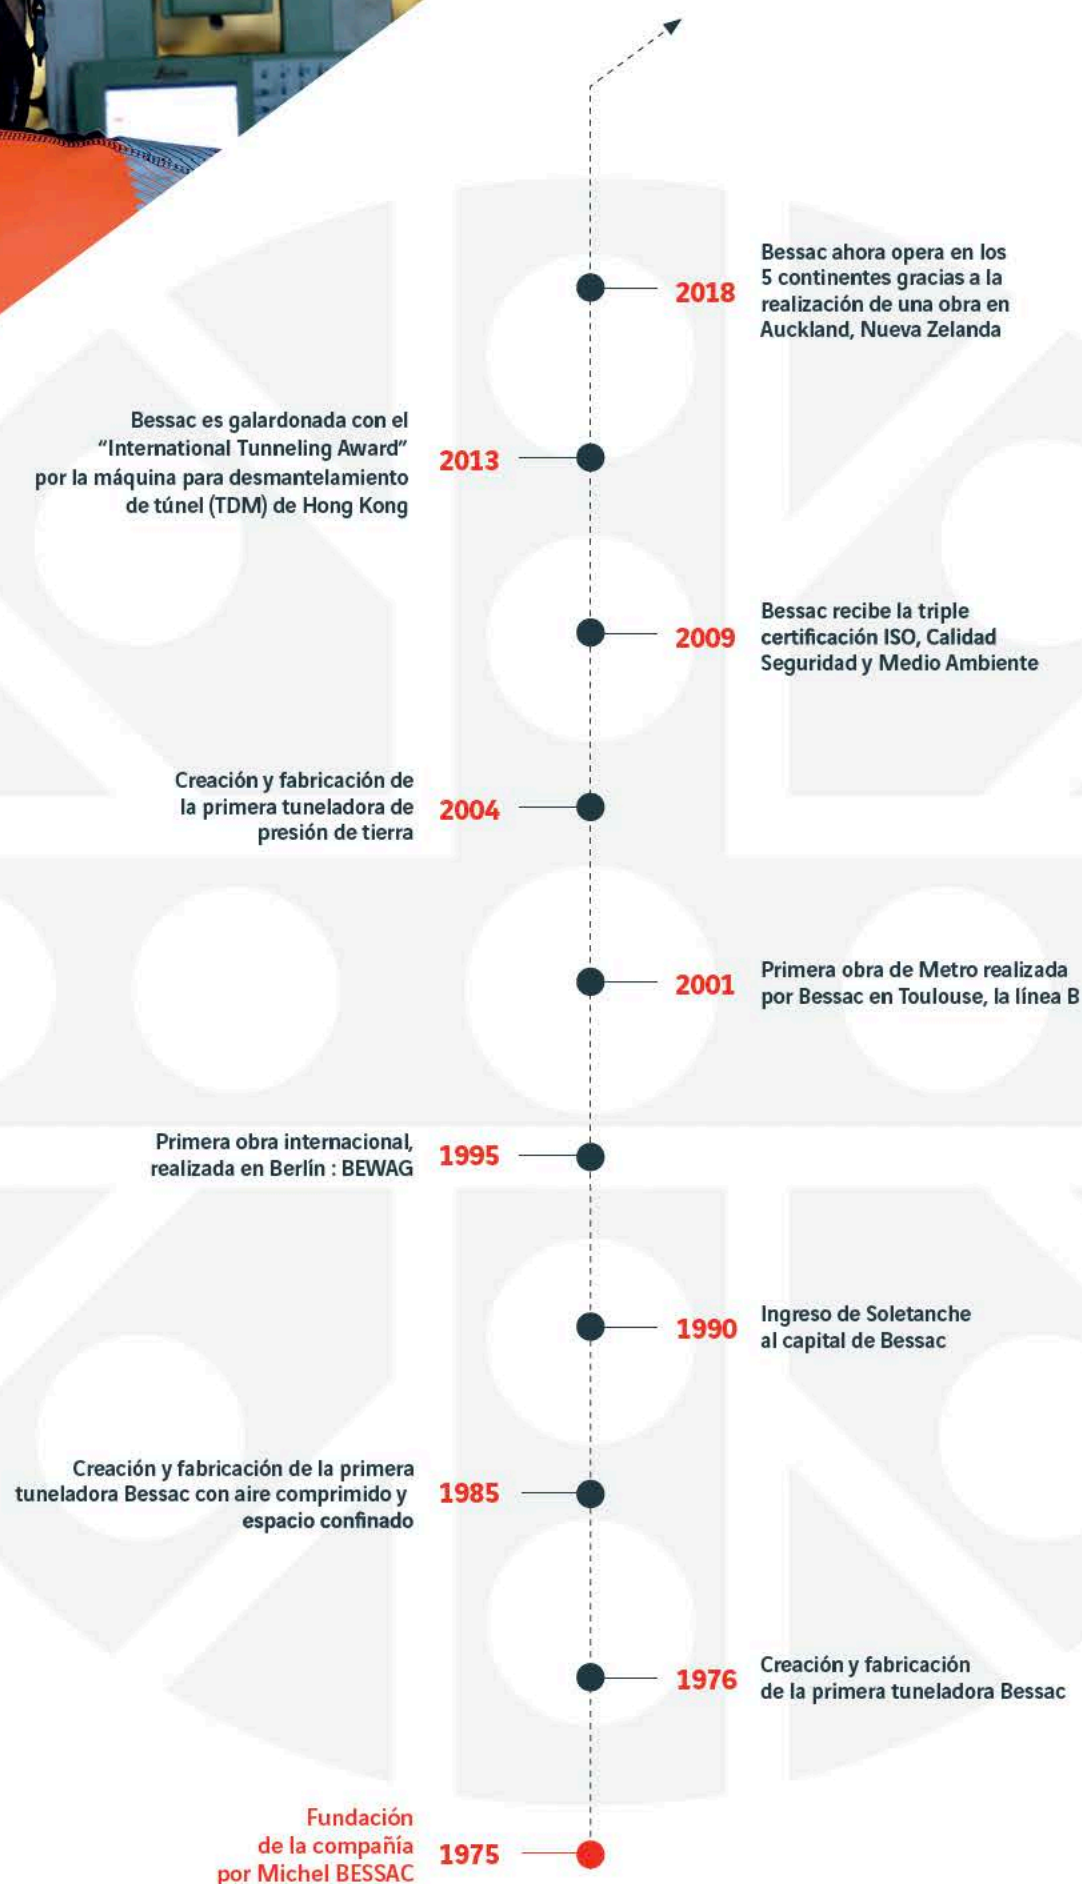 2018
Bessac ahora opera en los
5 continentes gracias a la
realización de una obra en
Auckland, Nueva Zelanda
Bessac es galardonada con el
“International Tunneling Award”
por la máquina para desmantelamiento
de túnel (TDM) de Hong Kong
2013
2009
Bessac recibe la triple
certificación ISO, Calidad
Seguridad y Medio Ambiente
Creación y fabricación de
la primera tuneladora de
presión de tierra
2004
2001
Primera obra de Metro realizada
por Bessac en Toulouse, la línea B
Primera obra internacional,
realizada en Berlín : BEWAG
1995
1990
Ingreso de Soletanche
al capital de Bessac
Creación y fabricación de la primera
tuneladora Bessac con aire comprimido y
espacio confinado
1985
1976
Creación y fabricación
de la primera tuneladora Bessac
Fundación
de la compañía
por Michel BESSAC
1975